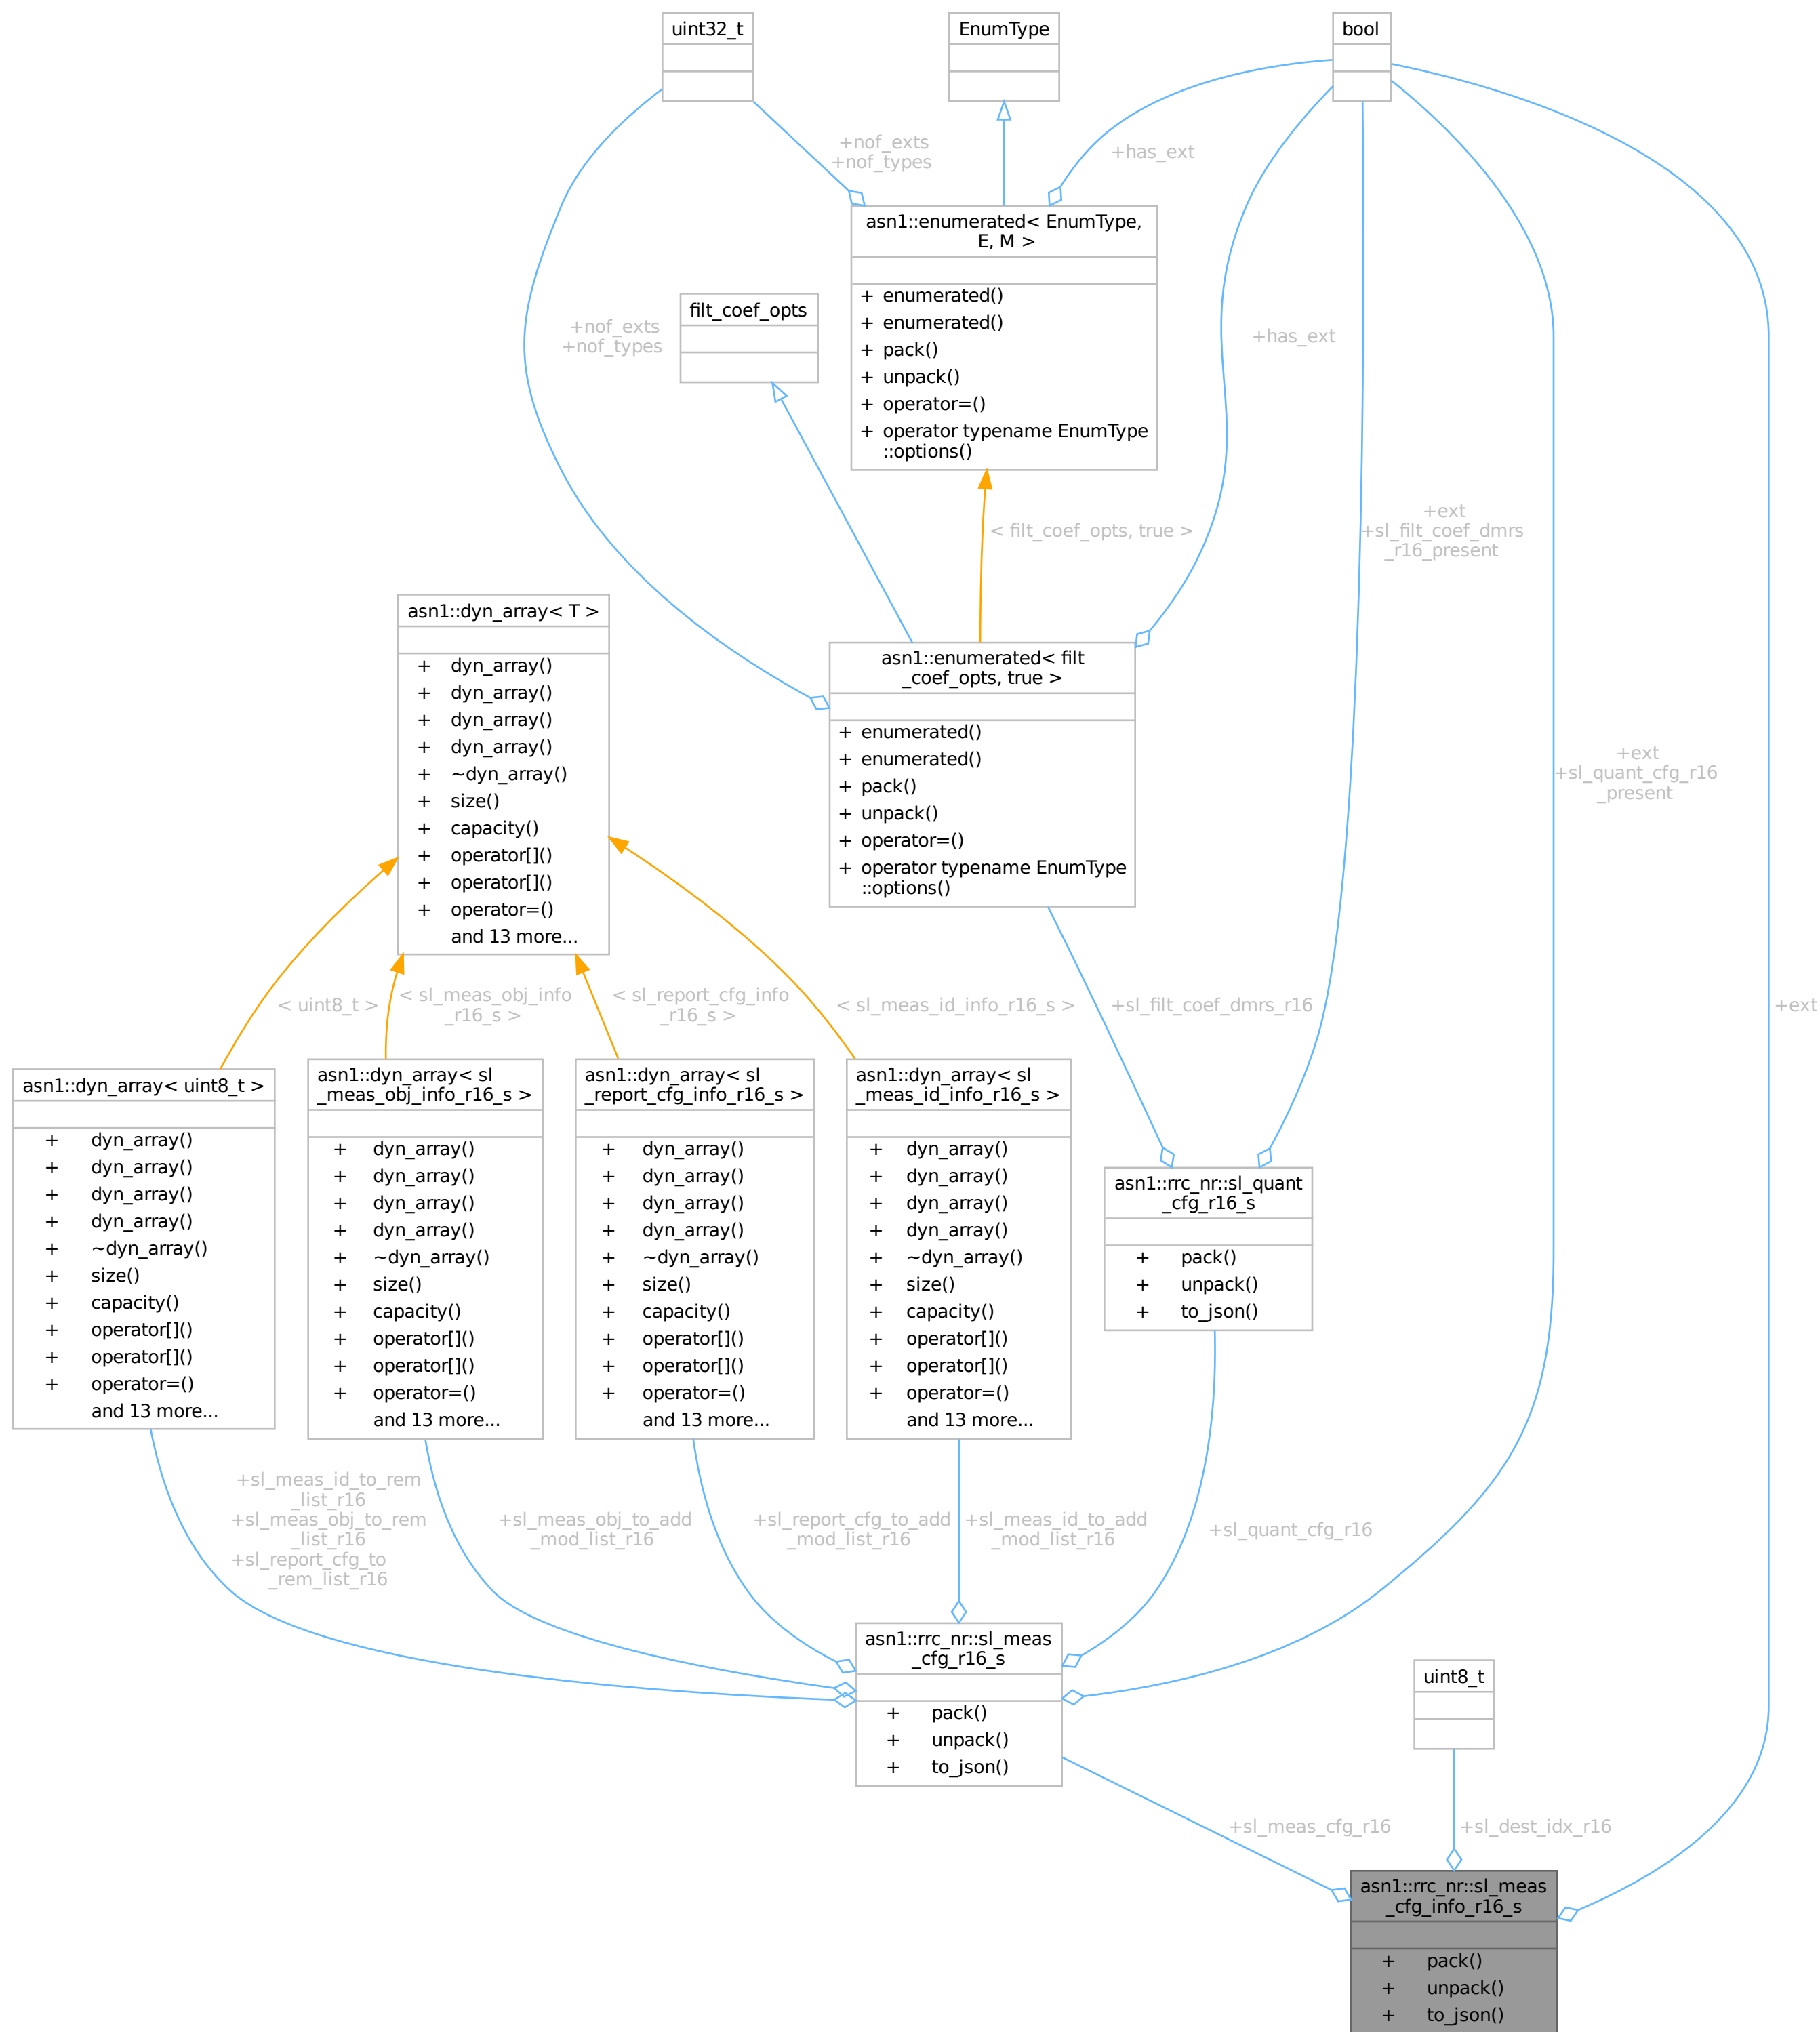 uint32_t
EnumType
bool
+nof_exts
+nof_types
+has_ext
asn1::enumerated< EnumType,
E, M >
+ enumerated()
+ enumerated()
+ pack()
+ unpack()
+ operator=()
+ operator typename EnumType
::options()
filt_coef_opts
+nof_exts
+nof_types
+has_ext
< filt_coef_opts, true >
+ext
+sl_filt_coef_dmrs
_r16_present
asn1::dyn_array< T >
+ dyn_array()
+ dyn_array()
+ dyn_array()
+ dyn_array()
+ ~dyn_array()
+ size()
+ capacity()
+ operator[]()
+ operator[]()
+ operator=()
and 13 more...
asn1::enumerated< filt
_coef_opts, true >
+ enumerated()
+ enumerated()
+ pack()
+ unpack()
+ operator=()
+ operator typename EnumType
::options()
+ext
+sl_quant_cfg_r16
_present
< uint8_t >
< sl_meas_obj_info
_r16_s >
< sl_report_cfg_info
_r16_s >
< sl_meas_id_info_r16_s >
+sl_filt_coef_dmrs_r16
+ext
asn1::dyn_array< uint8_t >
+ dyn_array()
+ dyn_array()
+ dyn_array()
+ dyn_array()
+ ~dyn_array()
+ size()
+ capacity()
+ operator[]()
+ operator[]()
+ operator=()
and 13 more...
asn1::dyn_array< sl
_meas_obj_info_r16_s >
+ dyn_array()
+ dyn_array()
+ dyn_array()
+ dyn_array()
+ ~dyn_array()
+ size()
+ capacity()
+ operator[]()
+ operator[]()
+ operator=()
and 13 more...
asn1::dyn_array< sl
_report_cfg_info_r16_s >
+ dyn_array()
+ dyn_array()
+ dyn_array()
+ dyn_array()
+ ~dyn_array()
+ size()
+ capacity()
+ operator[]()
+ operator[]()
+ operator=()
and 13 more...
asn1::dyn_array< sl
_meas_id_info_r16_s >
+ dyn_array()
+ dyn_array()
+ dyn_array()
+ dyn_array()
+ ~dyn_array()
+ size()
+ capacity()
+ operator[]()
+ operator[]()
+ operator=()
and 13 more...
asn1::rrc_nr::sl_quant
_cfg_r16_s
+ pack()
+ unpack()
+ to_json()
+sl_meas_id_to_rem
_list_r16
+sl_meas_obj_to_rem
_list_r16
+sl_report_cfg_to
_rem_list_r16
+sl_meas_obj_to_add
_mod_list_r16
+sl_report_cfg_to_add
_mod_list_r16
+sl_meas_id_to_add
_mod_list_r16
+sl_quant_cfg_r16
asn1::rrc_nr::sl_meas
_cfg_r16_s
+ pack()
+ unpack()
+ to_json()
uint8_t
+sl_meas_cfg_r16
+sl_dest_idx_r16
asn1::rrc_nr::sl_meas
_cfg_info_r16_s
+ pack()
+ unpack()
+ to_json()